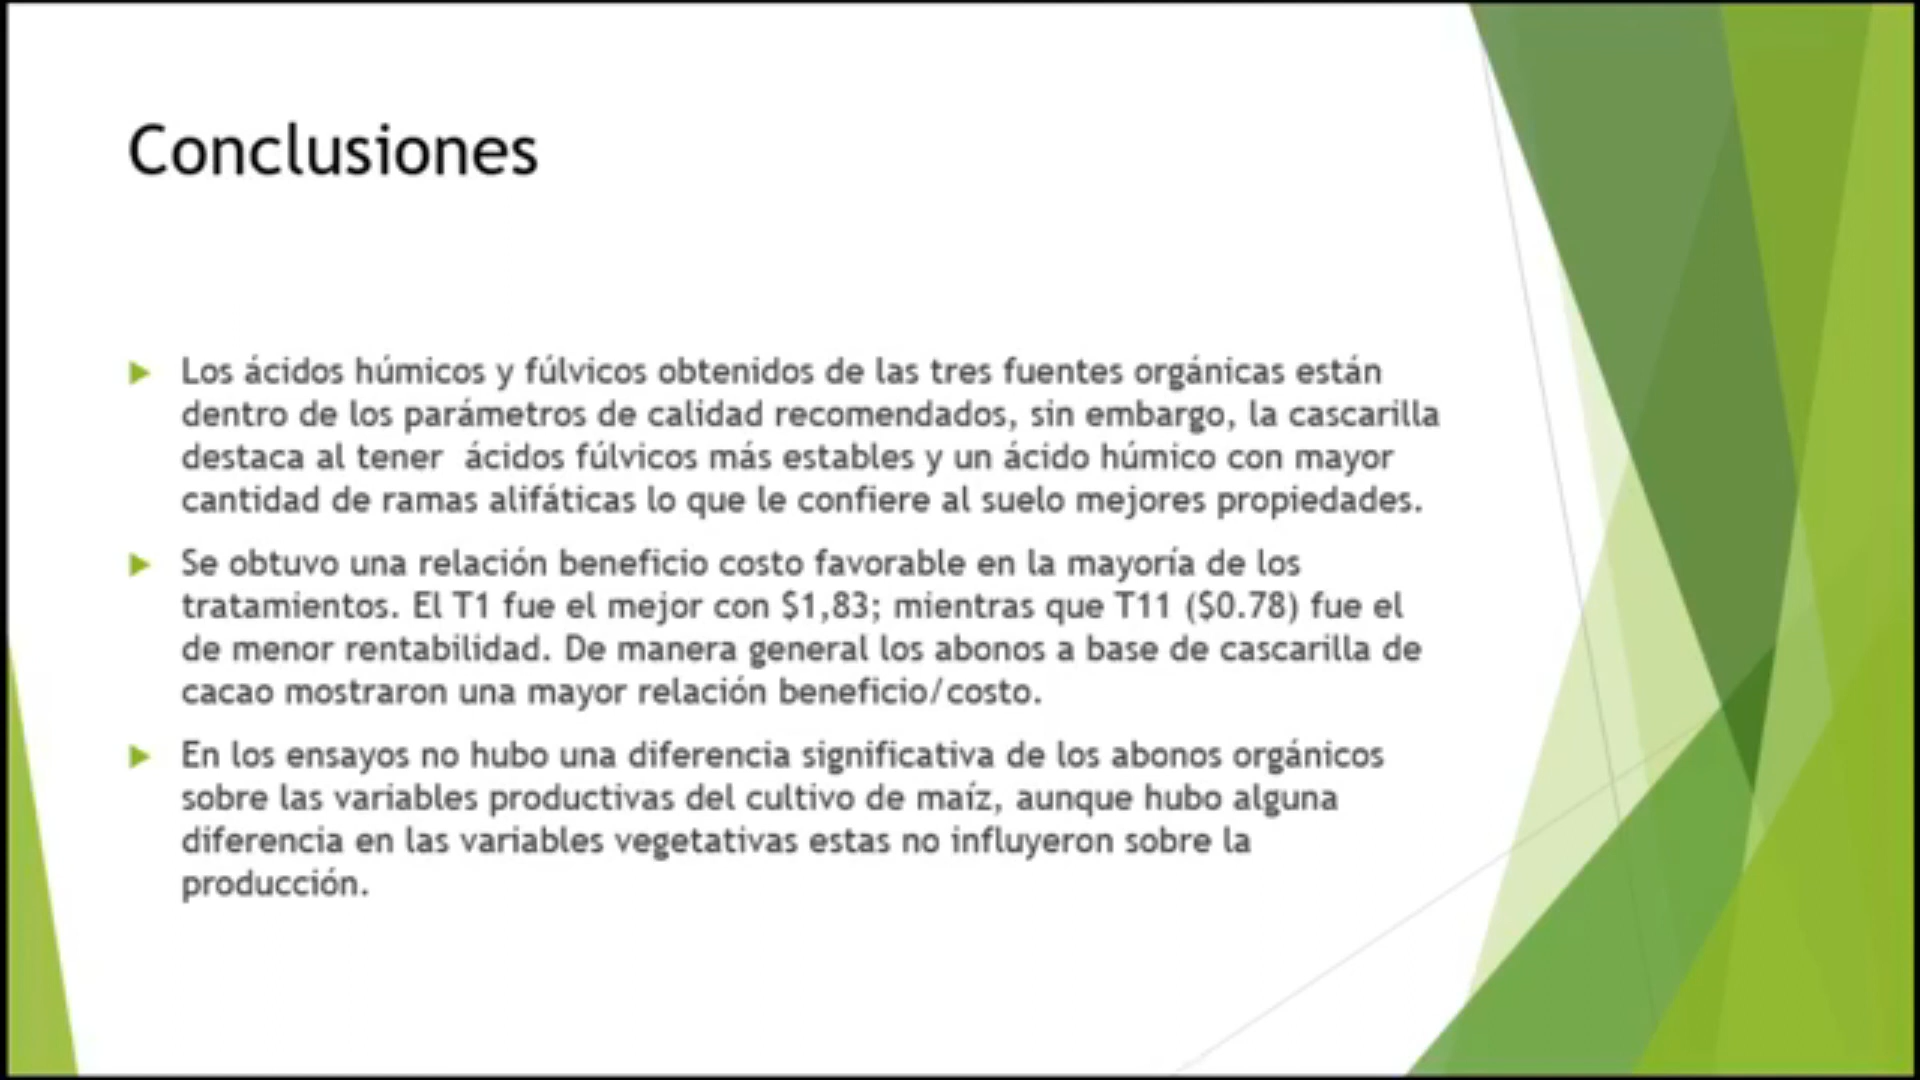 Conclusiones
Los ácidos húmicos y fúlvicos obtenidos de las tres fuentes orgánicas están
dentro de los parámetros de calidad recomendados, sin embargo, la cascarilla
destaca al tener  ácidos fúlvicos más estables y un ácido húmico con mayor
cantidad de ramas alifáticas lo que le confiere al suelo mejores propiedades.
Se obtuvo una relación beneficio costo favorable en la mayoría de los
tratamientos. El T1 fue el mejor con $1,83; mientras que T11 ($0.78) fue el
de menor rentabilidad. De manera general los abonos a base de cascarilla de
cacao mostraron una mayor relación beneficio/costo.
En los ensayos no hubo una diferencia significativa de los abonos orgánicos
sobre las variables productivas del cultivo de maíz, aunque hubo alguna
diferencia en las variables vegetativas estas no influyeron sobre la
producción.